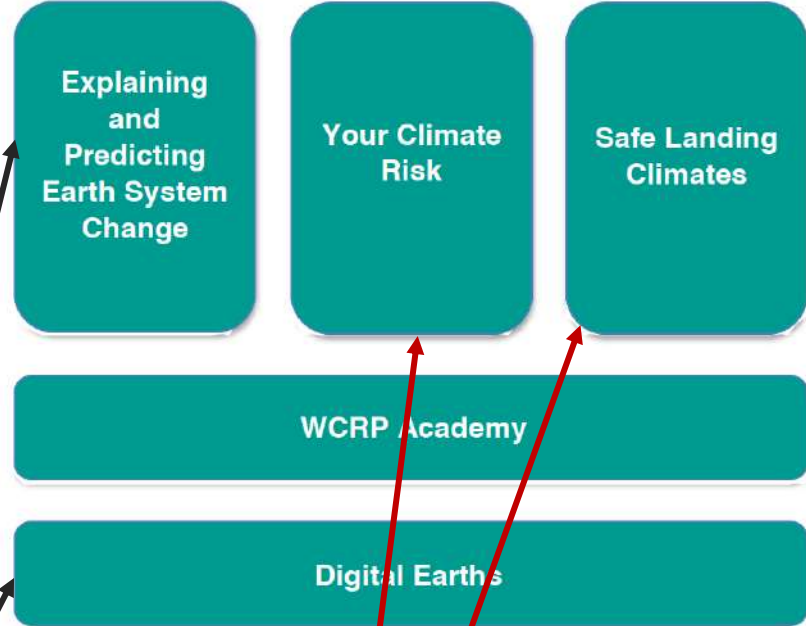 Explaining
and
Predicting
Earth System
Change
Your Climate
Risk
Safe Landing
Climates
WCRP Academy
Digital Earths